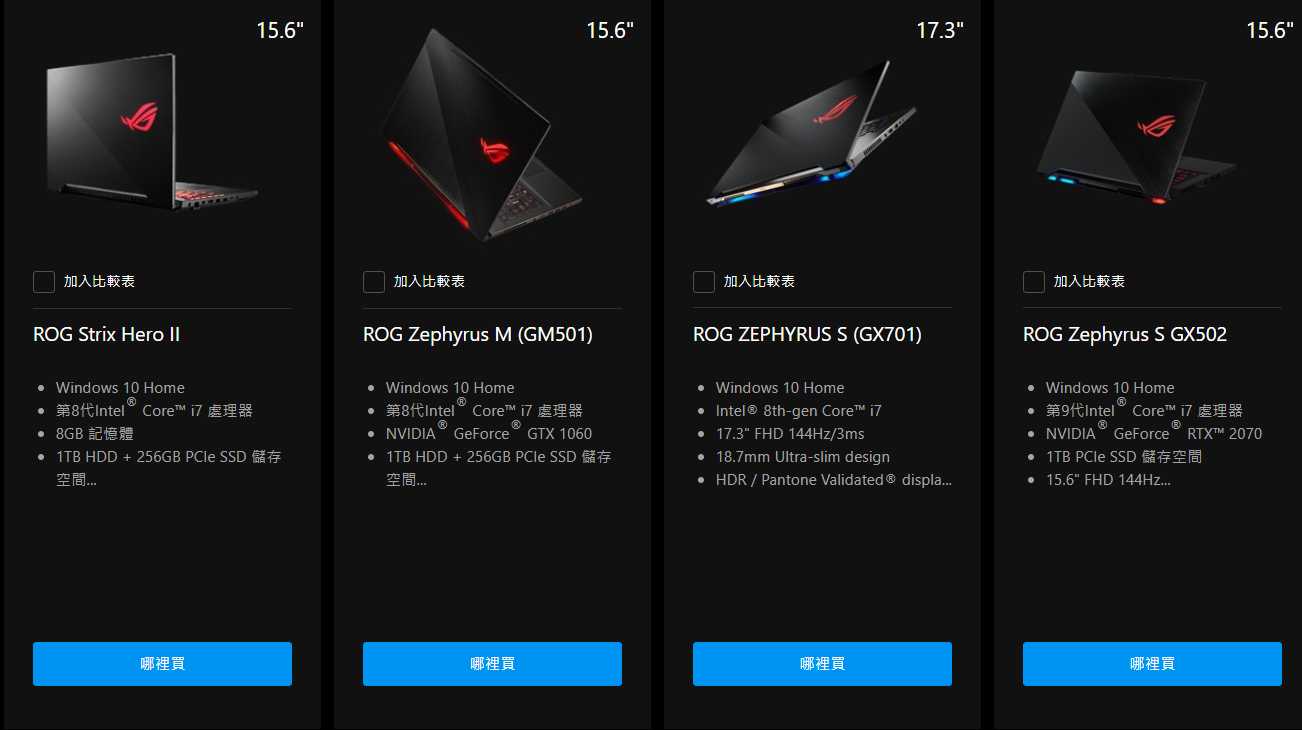 15.6"
加入比較表
ROG Strix Hero II
Windows 10 Home
第8代Intel® Core™ i7 處理器
8GB 記憶體
1TB HDD + 256GB PCIe SSD 儲存
空間...
哪裡買
15.6"
加入比較表
ROG Zephyrus M (GM501)
Windows 10 Home
第8代Intel® Core™ i7 處理器
NVIDIA® GeForce® GTX 1060
1TB HDD + 256GB PCIe SSD 儲存
空間...
哪裡買
17.3"
加入比較表
ROG ZEPHYRUS S (GX701)
Windows 10 Home
Intel® 8th-gen Core™ i7
17.3" FHD 144Hz/3ms
18.7mm Ultra-slim design
HDR / Pantone Validated® displa...
哪裡買
15.6"
加入比較表
ROG Zephyrus S GX502
Windows 10 Home
第9代Intel® Core™ i7 處理器
NVIDIA® GeForce® RTX™ 2070
1TB PCIe SSD 儲存空間
15.6" FHD 144Hz...
哪裡買